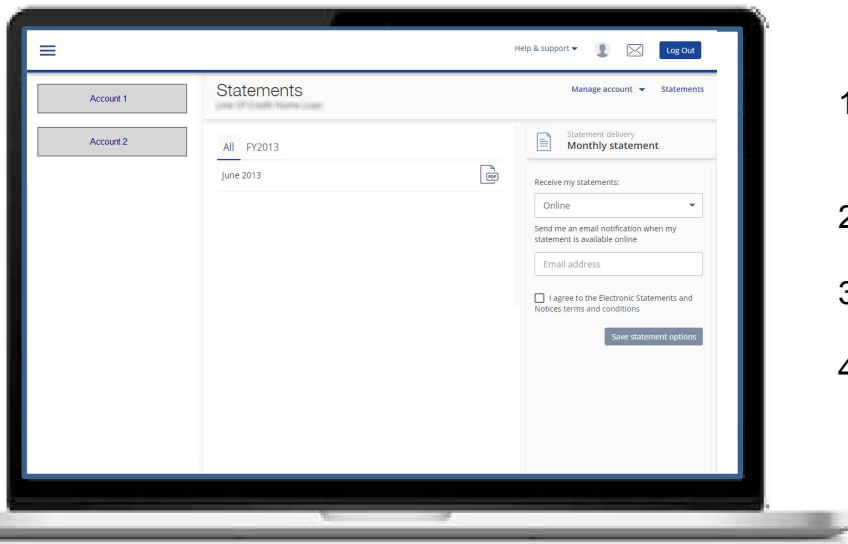 Help & support
Log Out
Account 1
Account 2
Statements
Manage account
Statements
All FY2013
June 2013
PDF
Statement delivery
Monthly statement
Receive my statements:
Online
Send me an email notification when my
statement is available online
Email address
I agree to the Electronic Statements and
Notices terms and conditions
Save statement options
2
3